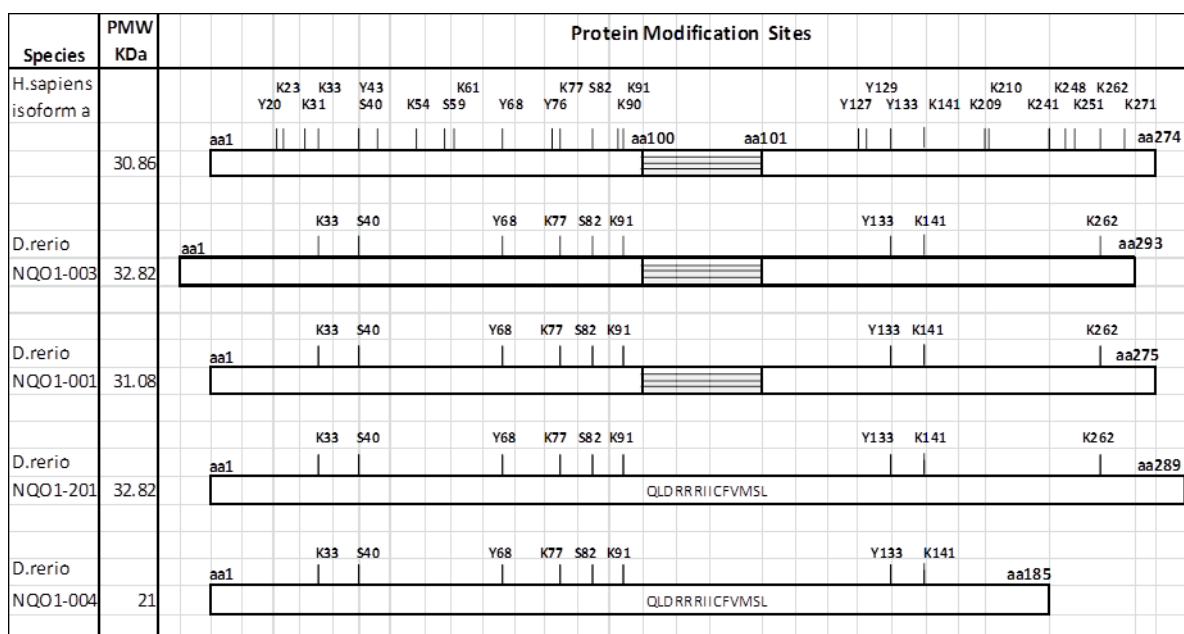 Species PMW KDa Protein Modification Sites
H.sapiens isoform a
K23 K33 Y43 K61 K77 S82 K91 Y129 K210 K248 K262
Y20 K31 S40 K54 S59 Y68 Y76 K90 Y127 Y133 K141 K209 K241 K251 K271
aa1 aa100 aa101 aa274
30.86
K33 S40 Y68 K77 S82 K91 Y133 K141 K262
D.rerio aa1 aa293
NQO1-003 32.82
K33 S40 Y68 K77 S82 K91 Y133 K141 K262
D.rerio aa1 aa275
NQO1-001 31.08
K33 S40 Y68 K77 S82 K91 Y133 K141 K262
D.rerio aa1 aa289
NQO1-201 32.82 QLDRRRIICFVMSL
K33 S40 Y68 K77 S82 K91 Y133 K141
D.rerio aa1 aa185
NQO1-004 21 QLDRRRIICFVMSL